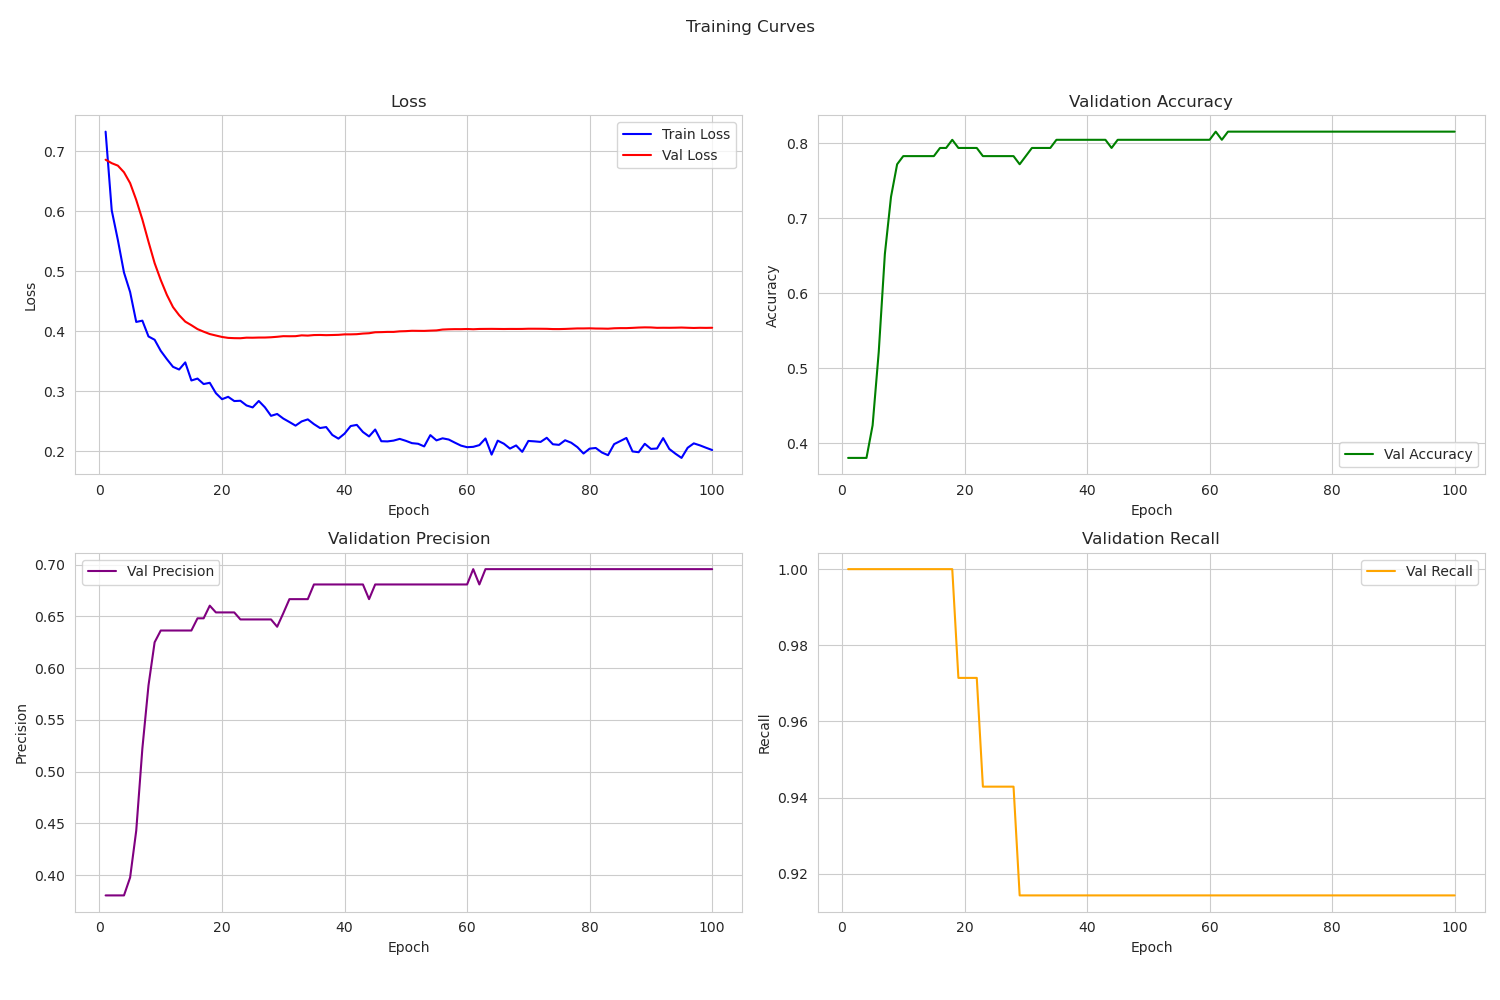 Training Curves
Loss
0.7
0.6
0.5
0.4
0.3
0.2
Loss
Train Loss
Val Loss
0 20 40 60 80 100
Epoch
Validation Accuracy
0.8
0.7
0.6
0.5
0.4
Accuracy
Val Accuracy
0 20 40 60 80 100
Epoch
Validation Precision
0.70
0.65
0.60
0.55
0.50
0.45
0.40
Precision
Val Precision
0 20 40 60 80 100
Epoch
Validation Recall
1.00
0.98
0.96
0.94
0.92
Recall
Val Recall
0 20 40 60 80 100
Epoch